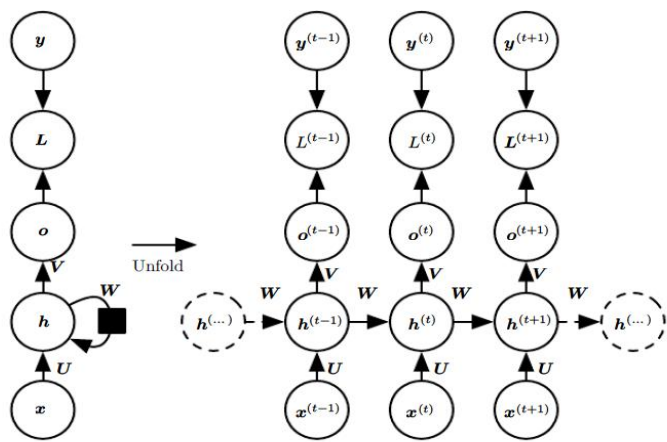 y y^(t−1) y^(t) y^(t+1)
L L^(t−1) L^(t) L^(t+1)
o o^(t−1) o^(t) o^(t+1)
Unfold
V V V V
W W W W W
h h^(...) h^(t−1) h^(t) h^(t+1) h^(...)
U U U U
x x^(t−1) x^(t) x^(t+1)